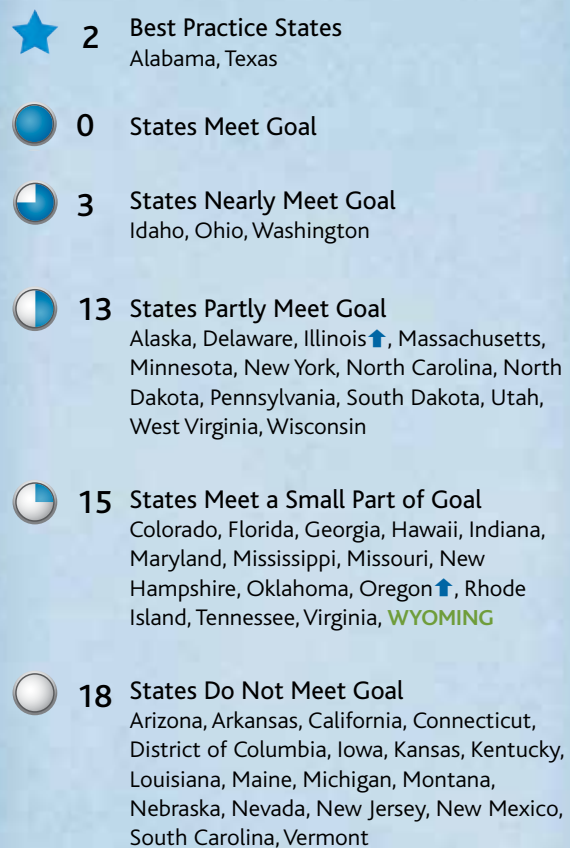 2 Best Practice States
Alabama, Texas
0 States Meet Goal
3 States Nearly Meet Goal
Idaho, Ohio, Washington
13 States Partly Meet Goal
Alaska, Delaware, Illinois⬆, Massachusetts,
Minnesota, New York, North Carolina, North
Dakota, Pennsylvania, South Dakota, Utah,
West Virginia, Wisconsin
15 States Meet a Small Part of Goal
Colorado, Florida, Georgia, Hawaii, Indiana,
Maryland, Mississippi, Missouri, New
Hampshire, Oklahoma, Oregon⬆, Rhode
Island, Tennessee, Virginia, WYOMING
18 States Do Not Meet Goal
Arizona, Arkansas, California, Connecticut,
District of Columbia, Iowa, Kansas, Kentucky,
Louisiana, Maine, Michigan, Montana,
Nebraska, Nevada, New Jersey, New Mexico,
South Carolina, Vermont